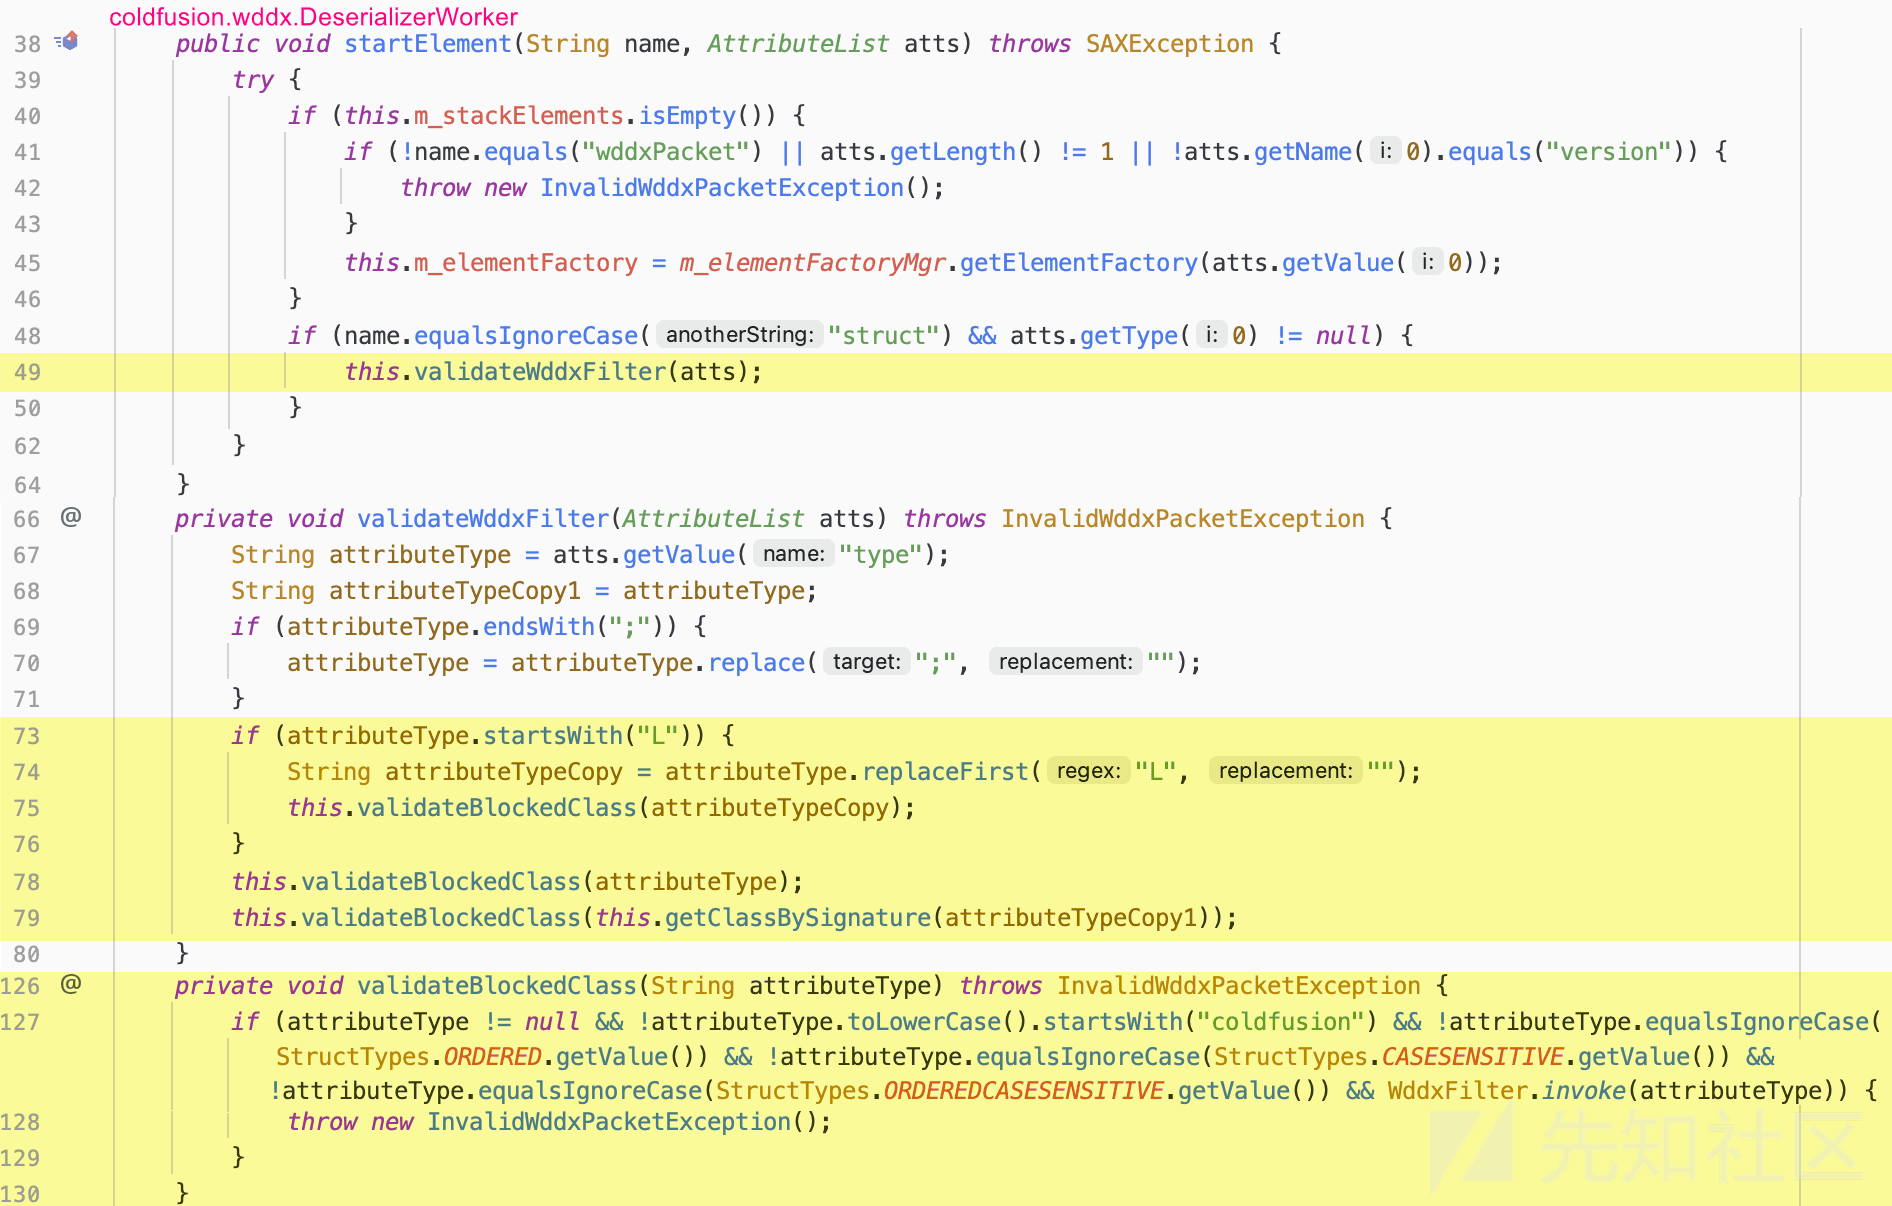 coldfusion.wddx.DeserializerWorker
38 public void startElement(String name, AttributeList atts) throws SAXException {
39 try {
40 if (this.m_stackElements.isEmpty()) {
41 if (!name.equals("wddxPacket") || atts.getLength() != 1 || !atts.getName( i: 0).equals("version")) {
42 throw new InvalidWddxPacketException();
43 }
45 this.m_elementFactory = m_elementFactoryMgr.getElementFactory(atts.getValue( i: 0));
46 }
48 if (name.equalsIgnoreCase( anotherString: "struct") && atts.getType( i: 0) != null) {
49 this.validateWddxFilter(atts);
50 }
62 }
64 }
66 @ private void validateWddxFilter(AttributeList atts) throws InvalidWddxPacketException {
67 String attributeType = atts.getValue( name: "type");
68 String attributeTypeCopy1 = attributeType;
69 if (attributeType.endsWith(";")) {
70 attributeType = attributeType.replace( target: ";", replacement: "");
71 }
73 if (attributeType.startsWith("L")) {
74 String attributeTypeCopy = attributeType.replaceFirst( regex: "L", replacement: "");
75 this.validateBlockedClass(attributeTypeCopy);
76 }
78 this.validateBlockedClass(attributeType);
79 this.validateBlockedClass(this.getClassBySignature(attributeTypeCopy1));
80 }
126 @ private void validateBlockedClass(String attributeType) throws InvalidWddxPacketException {
127 if (attributeType != null && !attributeType.toLowerCase().startsWith("coldfusion") && !attributeType.equalsIgnoreCase(
StructTypes.ORDERED.getValue()) && !attributeType.equalsIgnoreCase(StructTypes.CASESENSITIVE.getValue()) &&
!attributeType.equalsIgnoreCase(StructTypes.ORDEREDCASESENSITIVE.getValue()) && WddxFilter.invoke(attributeType)) {
128 throw new InvalidWddxPacketException();
129 }
130 }
先知社区